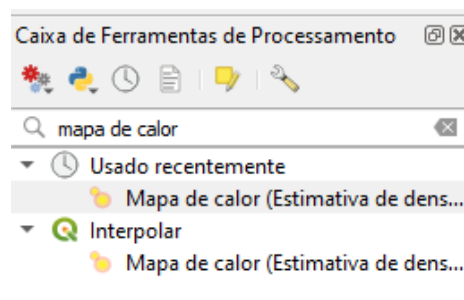 Caixa de Ferramentas de Processamento
mapa de calor
Usado recentemente
Mapa de calor (Estimativa de dens...
Interpolar
Mapa de calor (Estimativa de dens...